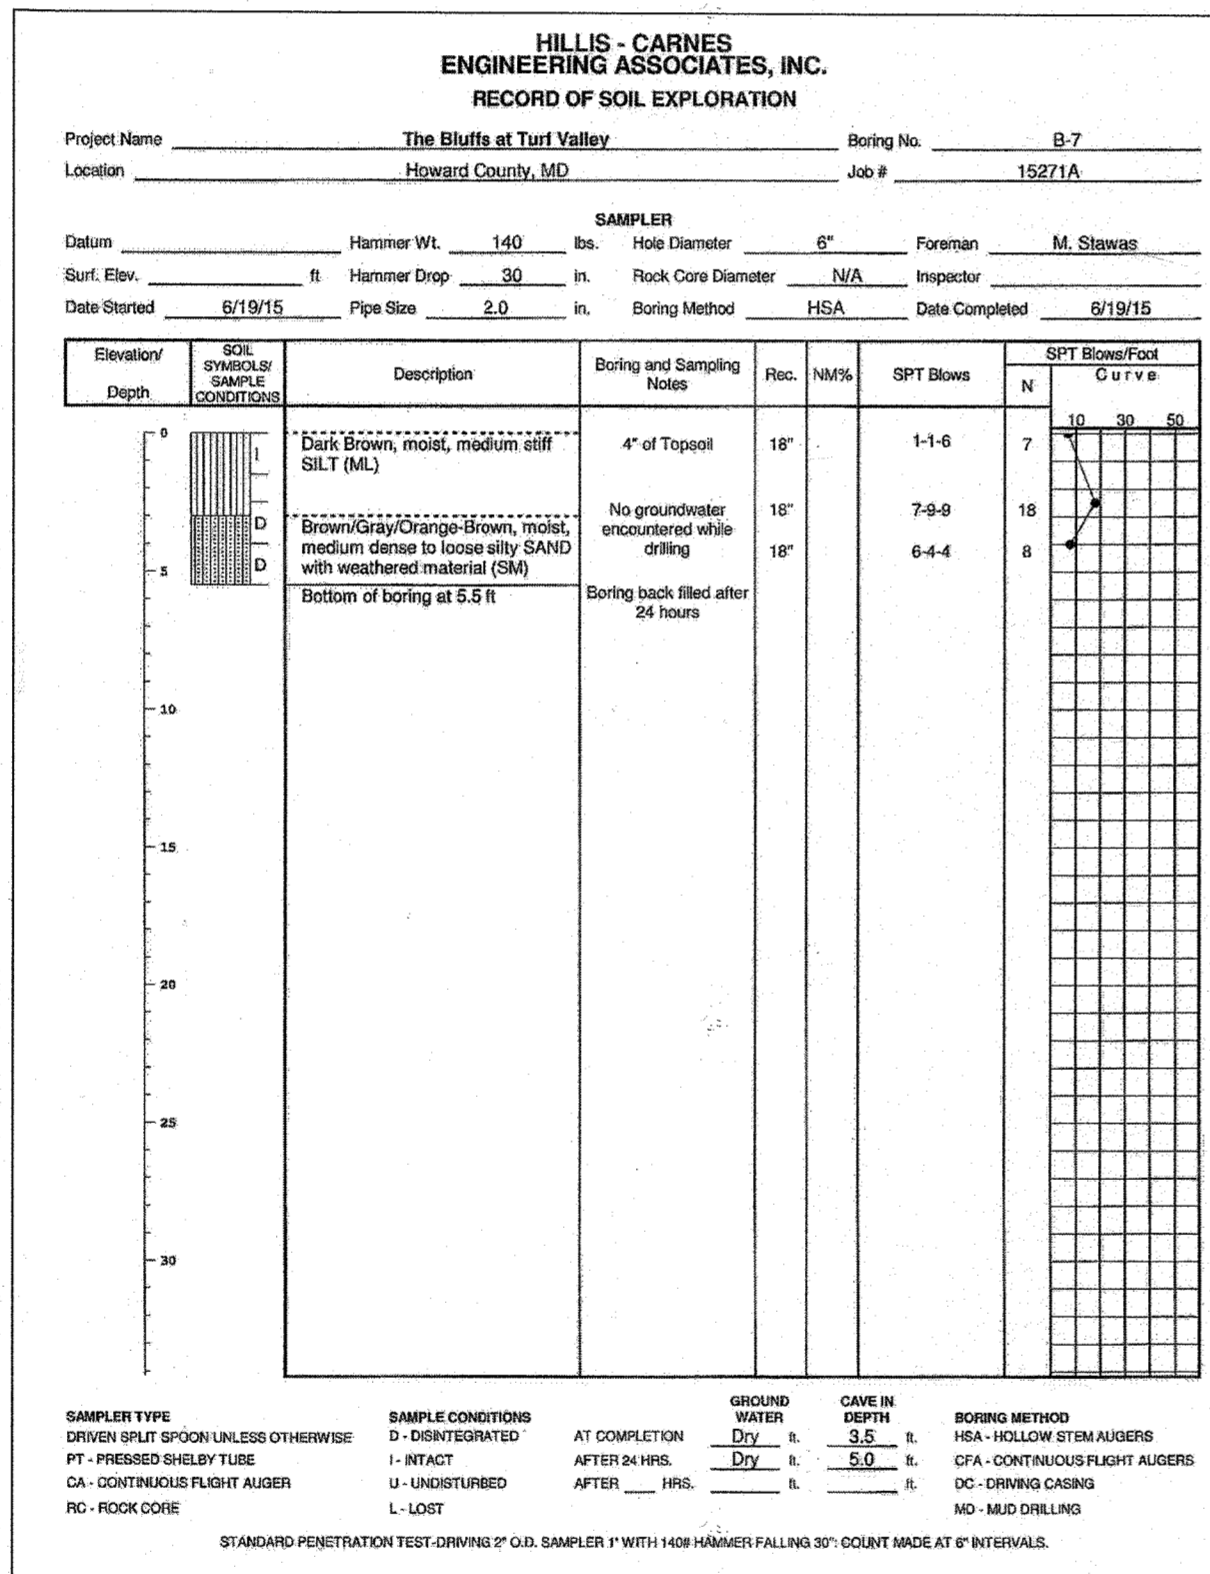 HILLIS - CARNES
ENGINEERING ASSOCIATES, INC.
RECORD OF SOIL EXPLORATION
Project Name The Bluffs at Turf Valley Boring No. B-7
Location Howard County, MD Job # 15271A
SAMPLER
Datum Hammer Wt. 140 lbs. Hole Diameter 6" Foreman M. Stawas
Surf. Elev. ft Hammer Drop 30 in. Rock Core Diameter N/A Inspector
Date Started 6/19/15 Pipe Size 2.0 in. Boring Method HSA Date Completed 6/19/15
Elevation/ Depth
SOIL SYMBOLS/ SAMPLE CONDITIONS
Description
Boring and Sampling Notes
Rec.
NM%
SPT Blows
SPT Blows/Foot
N
Curve
10 30 50
0
I
Dark Brown, moist, medium stiff
SILT (ML)
4" of Topsoil
18"
1-1-6
7
D
Brown/Gray/Orange-Brown, moist,
medium dense to loose silty SAND
with weathered material (SM)
No groundwater
encountered while
drilling
18"
7-9-9
18
D
18"
6-4-4
8
5
Bottom of boring at 5.5 ft
Boring back filled after
24 hours
10
15
20
25
30
SAMPLER TYPE
DRIVEN SPLIT SPOON UNLESS OTHERWISE
PT - PRESSED SHELBY TUBE
CA - CONTINUOUS FLIGHT AUGER
RC - ROCK CORE
SAMPLE CONDITIONS
D - DISINTEGRATED
I - INTACT
U - UNDISTURBED
L - LOST
GROUND WATER CAVE IN DEPTH
AT COMPLETION Dry ft. 3.5 ft.
AFTER 24 HRS. Dry ft. 5.0 ft.
AFTER ___ HRS. ft. ft.
BORING METHOD
HSA - HOLLOW STEM AUGERS
CFA - CONTINUOUS FLIGHT AUGERS
DC - DRIVING CASING
MD - MUD DRILLING
STANDARD PENETRATION TEST-DRIVING 2" O.D. SAMPLER 1' WITH 140# HAMMER FALLING 30": COUNT MADE AT 6" INTERVALS.